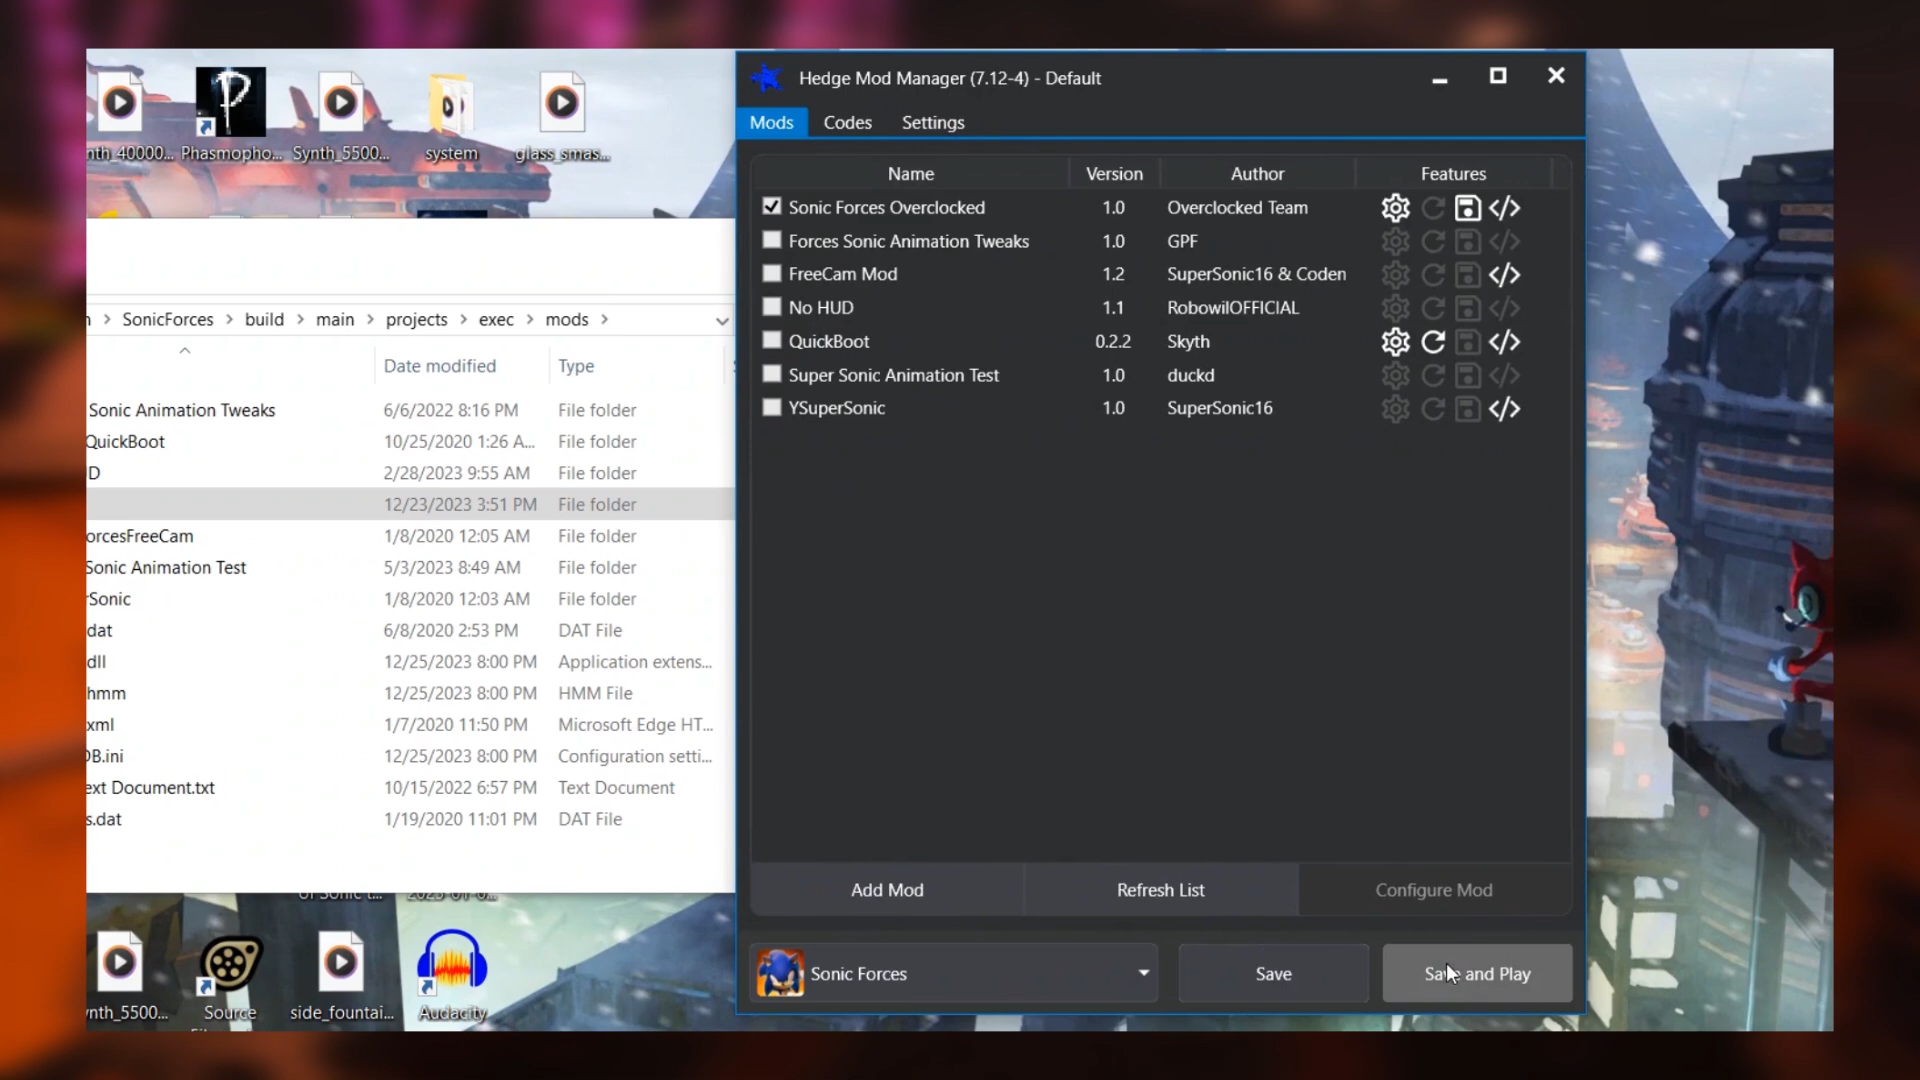 nth_40000...
Phasmopho...
Synth_5500...
system
glass_smas...
SonicForces > build > main > projects > exec > mods >
Date modified Type
Sonic Animation Tweaks 6/6/2022 8:16 PM File folder
QuickBoot 10/25/2020 1:26 A... File folder
D 2/28/2023 9:55 AM File folder
12/23/2023 3:51 PM File folder
orcesFreeCam 1/8/2020 12:05 AM File folder
Sonic Animation Test 5/3/2023 8:49 AM File folder
rSonic 1/8/2020 12:03 AM File folder
dat 6/8/2020 2:53 PM DAT File
dll 12/25/2023 8:00 PM Application extens...
hmm 12/25/2023 8:00 PM HMM File
xml 1/7/2020 11:50 PM Microsoft Edge HT...
DB.ini 12/25/2023 8:00 PM Configuration setti...
ext Document.txt 10/15/2022 6:57 PM Text Document
s.dat 1/19/2020 11:01 PM DAT File
ynth_5500...
Source
side_fountai...
Audacity
Hedge Mod Manager (7.12-4) - Default
Mods Codes Settings
Name Version Author Features
Sonic Forces Overclocked 1.0 Overclocked Team
Forces Sonic Animation Tweaks 1.0 GPF
FreeCam Mod 1.2 SuperSonic16 & Coden
No HUD 1.1 RobowilOFFICIAL
QuickBoot 0.2.2 Skyth
Super Sonic Animation Test 1.0 duckd
YSuperSonic 1.0 SuperSonic16
Add Mod Refresh List Configure Mod
Sonic Forces Save Save and Play